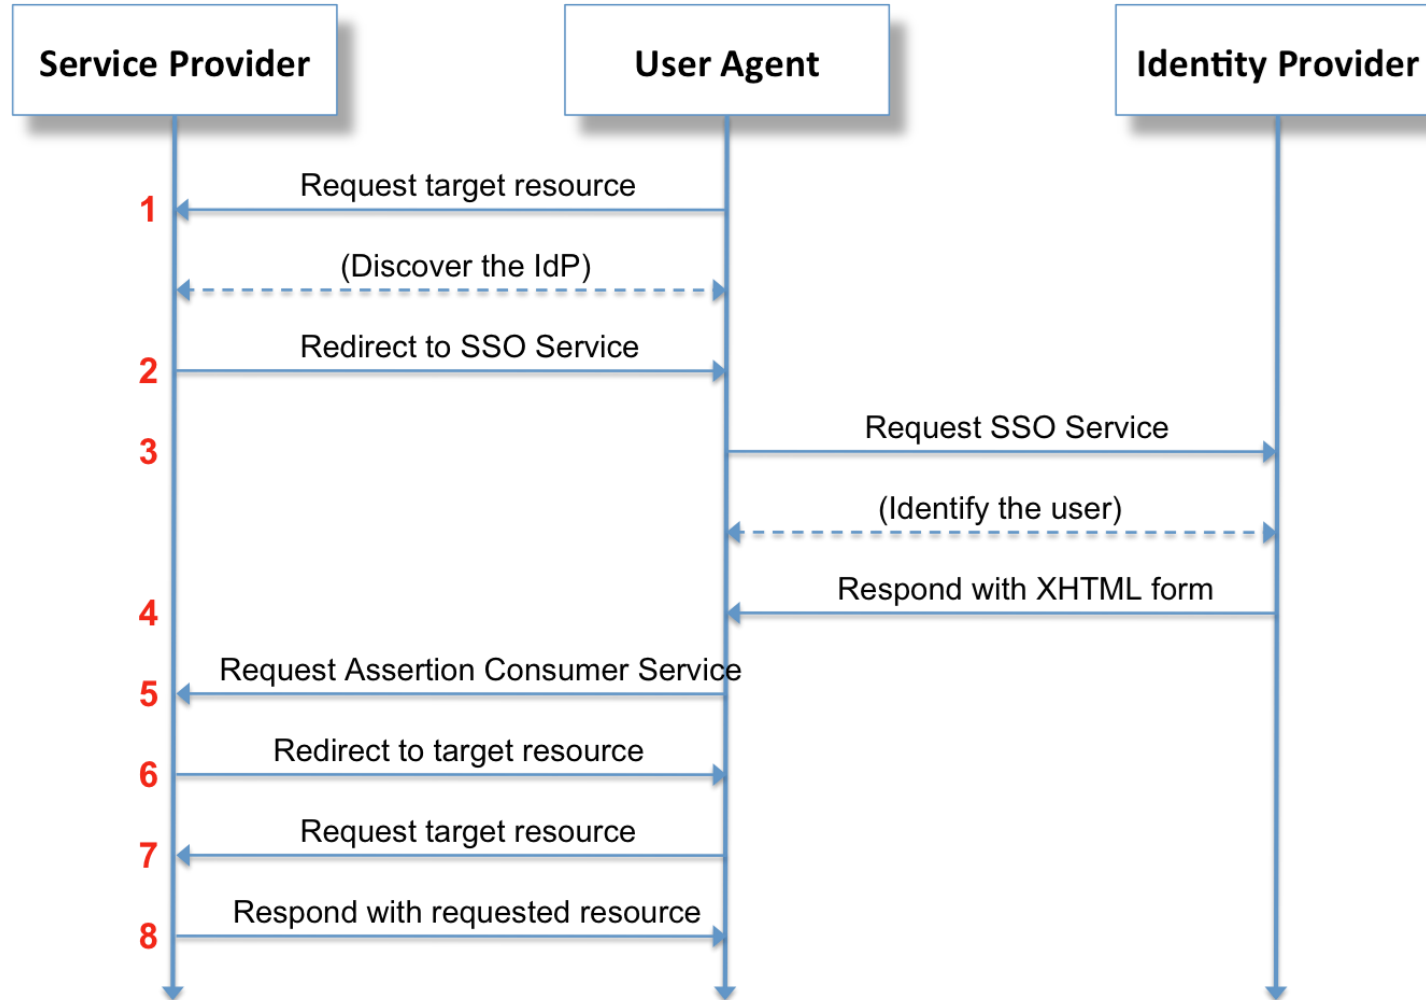 Service Provider
User Agent
Identity Provider
Request target resource
1
(Discover the IdP)
Redirect to SSO Service
2
Request SSO Service
3
(Identify the user)
Respond with XHTML form
4
Request Assertion Consumer Service
5
Redirect to target resource
6
Request target resource
7
Respond with requested resource
8